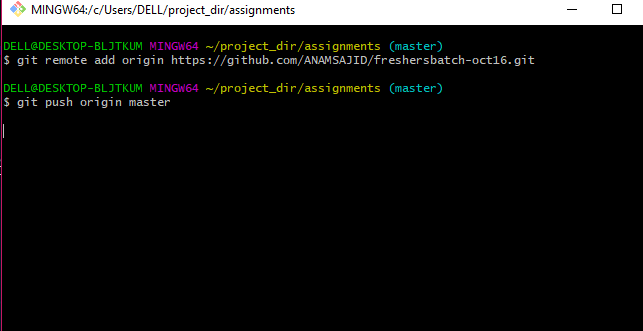 MINGW64:/c/Users/DELL/project_dir/assignments
DELL@DESKTOP-BLJTKUM MINGW64 ~/project_dir/assignments (master)
$ git remote add origin https://github.com/ANAMSAJID/freshersbatch-oct16.git
DELL@DESKTOP-BLJTKUM MINGW64 ~/project_dir/assignments (master)
$ git push origin master